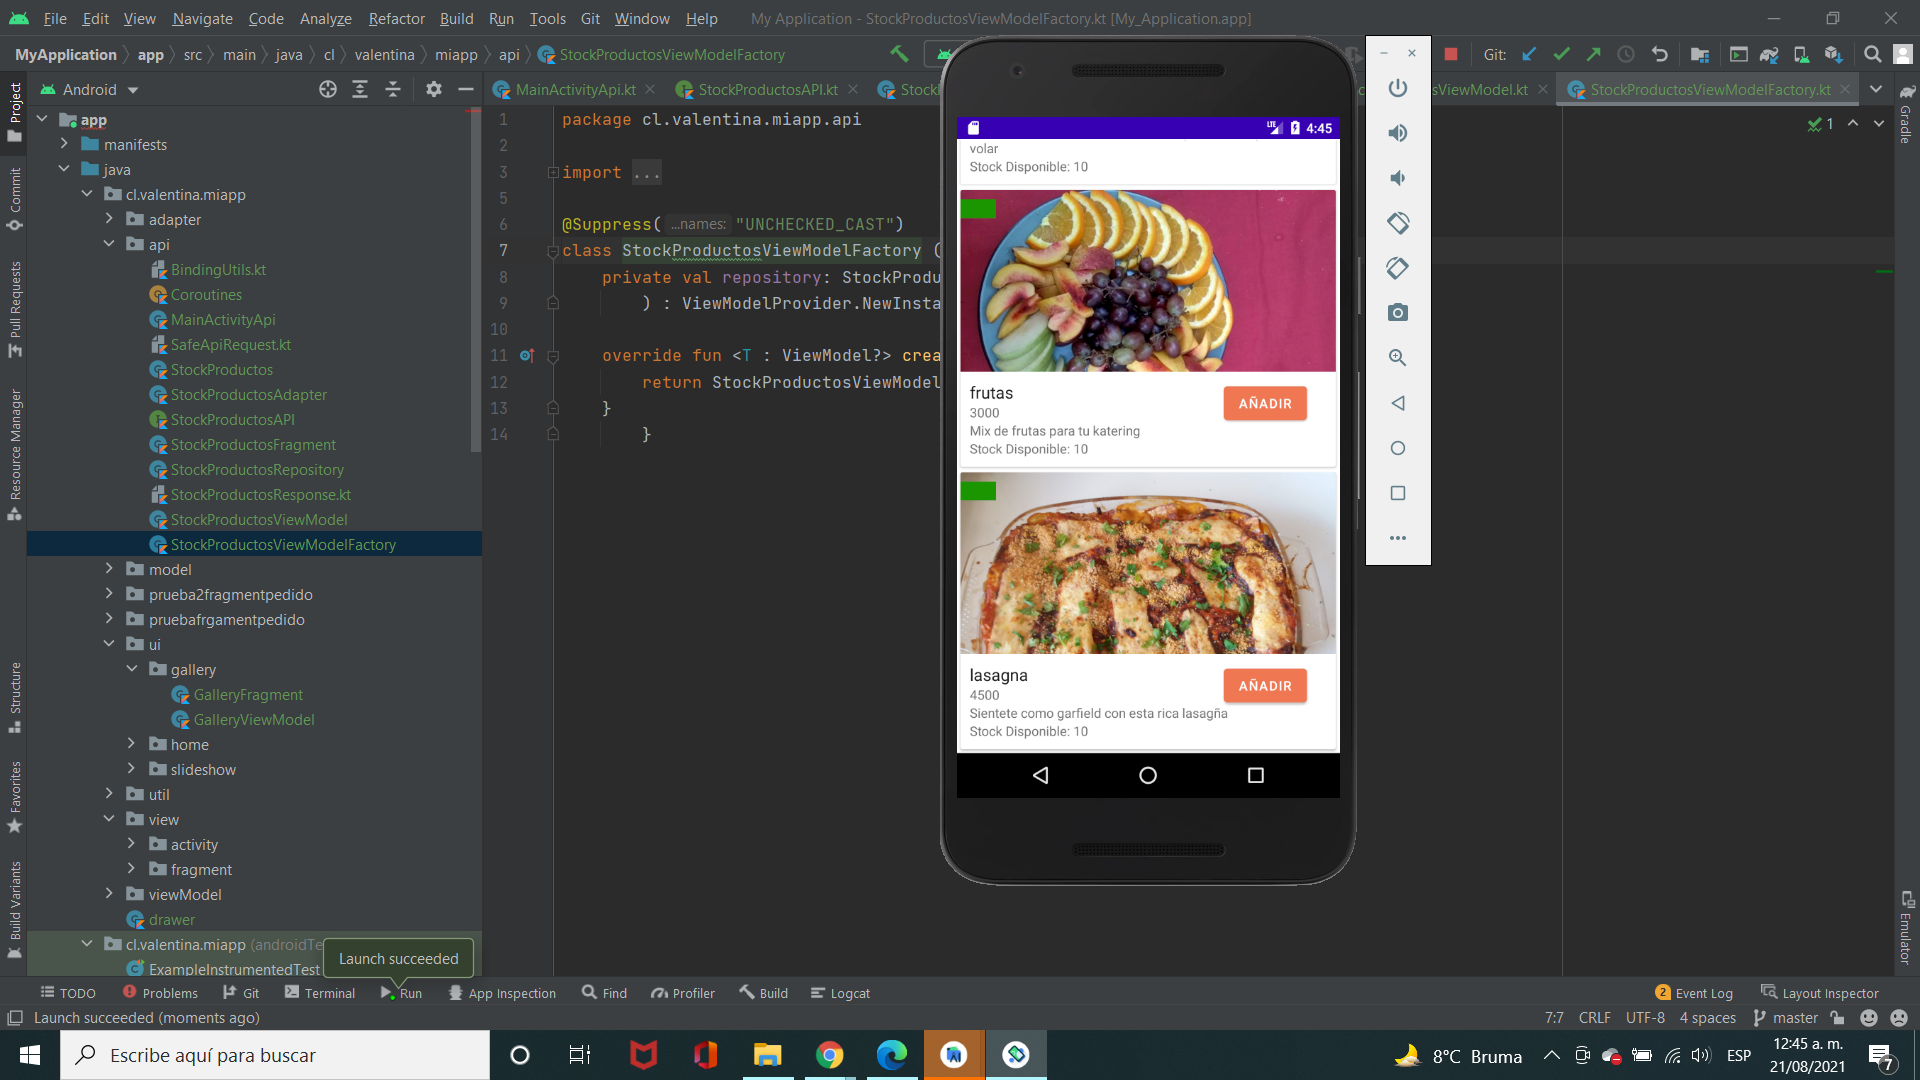 File Edit View Navigate Code Analyze Refactor Build Run Tools Git Window Help My Application - StockProductosViewModelFactory.kt [My_Application.app]
MyApplication app src main java cl valentina miapp api StockProductosViewModelFactory Git:
Android
MainActivityApi.kt StockProductosAPI.kt Stock sViewModel.kt StockProductosViewModelFactory.kt
app
manifests
java
cl.valentina.miapp
adapter
api
BindingUtils.kt
Coroutines
MainActivityApi
SafeApiRequest.kt
StockProductos
StockProductosAdapter
StockProductosAPI
StockProductosFragment
StockProductosRepository
StockProductosResponse.kt
StockProductosViewModel
StockProductosViewModelFactory
model
prueba2fragmentpedido
pruebafrgamentpedido
ui
gallery
GalleryFragment
GalleryViewModel
home
slideshow
util
view
activity
fragment
viewModel
drawer
cl.valentina.miapp (androidTe
ExampleInstrumentedTest
Launch succeeded
Project
Commit
Pull Requests
Resource Manager
Structure
Favorites
Build Variants
1 package cl.valentina.miapp.api
2
3 import ...
5
6 @Suppress( ...names: "UNCHECKED_CAST")
7 class StockProductosViewModelFactory (
8 private val repository: StockProdu
9 ) : ViewModelProvider.NewInsta
10
11 override fun <T : ViewModel?> crea
12 return StockProductosViewModel
13 }
14 }
1
LTE 4:45
volar
Stock Disponible: 10
frutas
AÑADIR
3000
Mix de frutas para tu katering
Stock Disponible: 10
lasagna
AÑADIR
4500
Sientete como garfield con esta rica lasagña
Stock Disponible: 10
Gradle
Emulator
TODO Problems Git Terminal Run App Inspection Find Profiler Build Logcat 2 Event Log Layout Inspector
Launch succeeded (moments ago) 7:7 CRLF UTF-8 4 spaces master
Escribe aquí para buscar
8°C Bruma
ESP
12:45 a. m.
21/08/2021
7